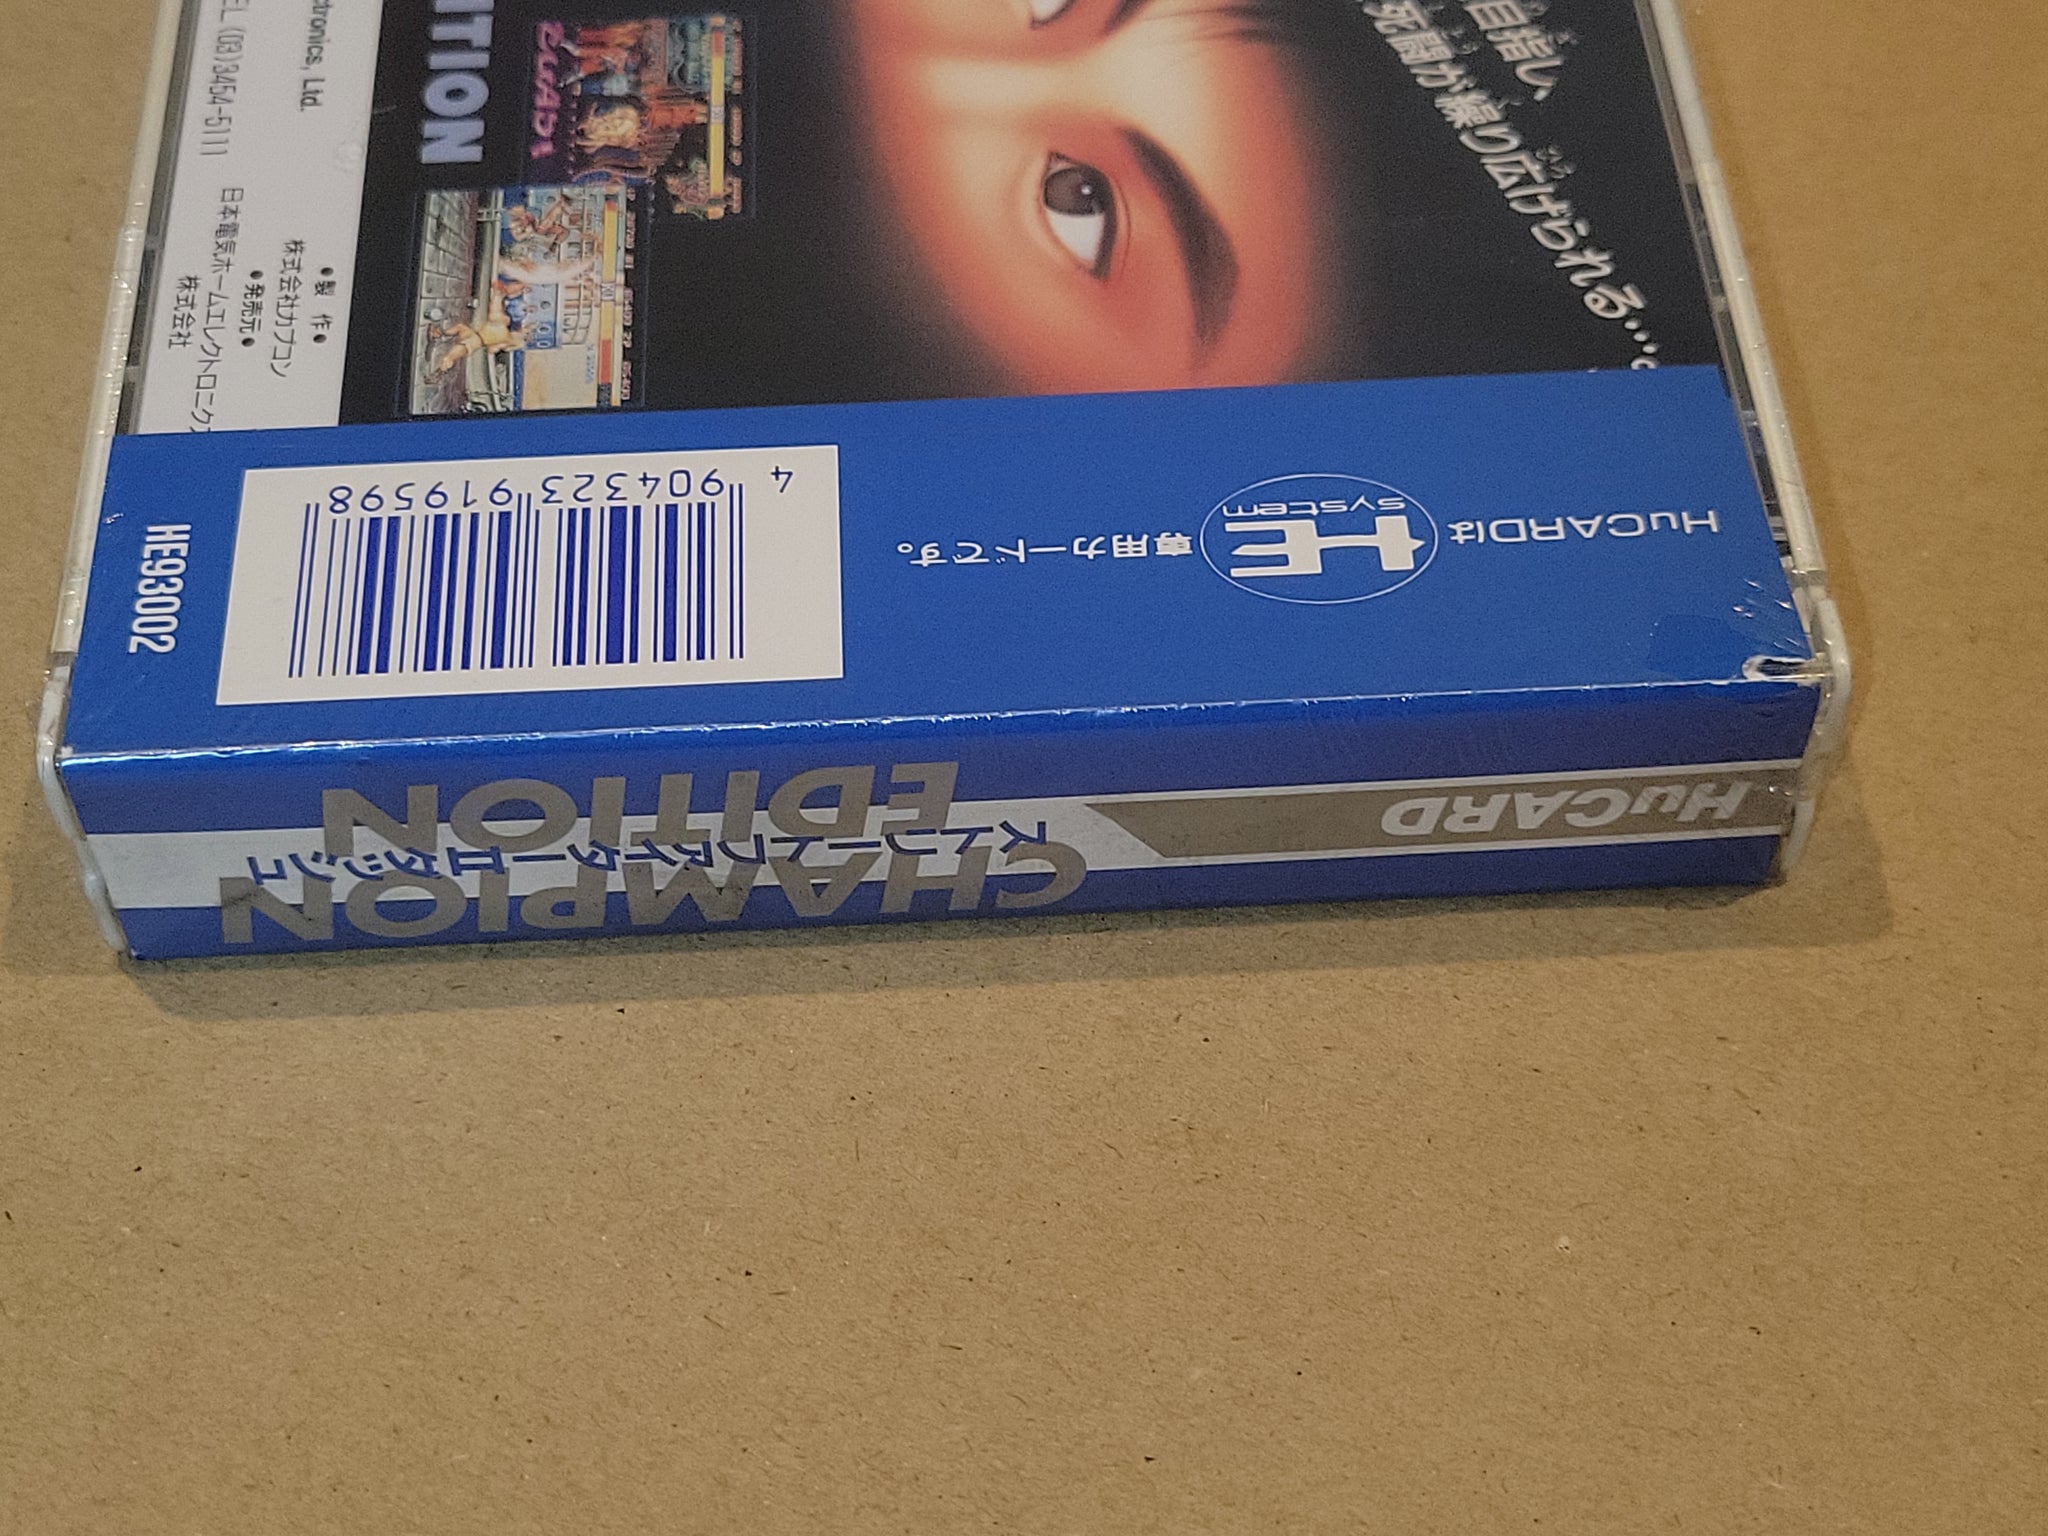 目指し、
死闘が繰り広げられる…。
ITION
ctronics, Ltd.
EL (03)3454-5111
●製 作●
株式会社カプコン
●発売元●
日本電気ホームエレクトロニクス
株式会社
HuCARDは
HE
system
専用カードです。
4 904323 919598
HE93002
HuCARD
ストリートファイターIIダッシュ
CHAMPION
EDITION